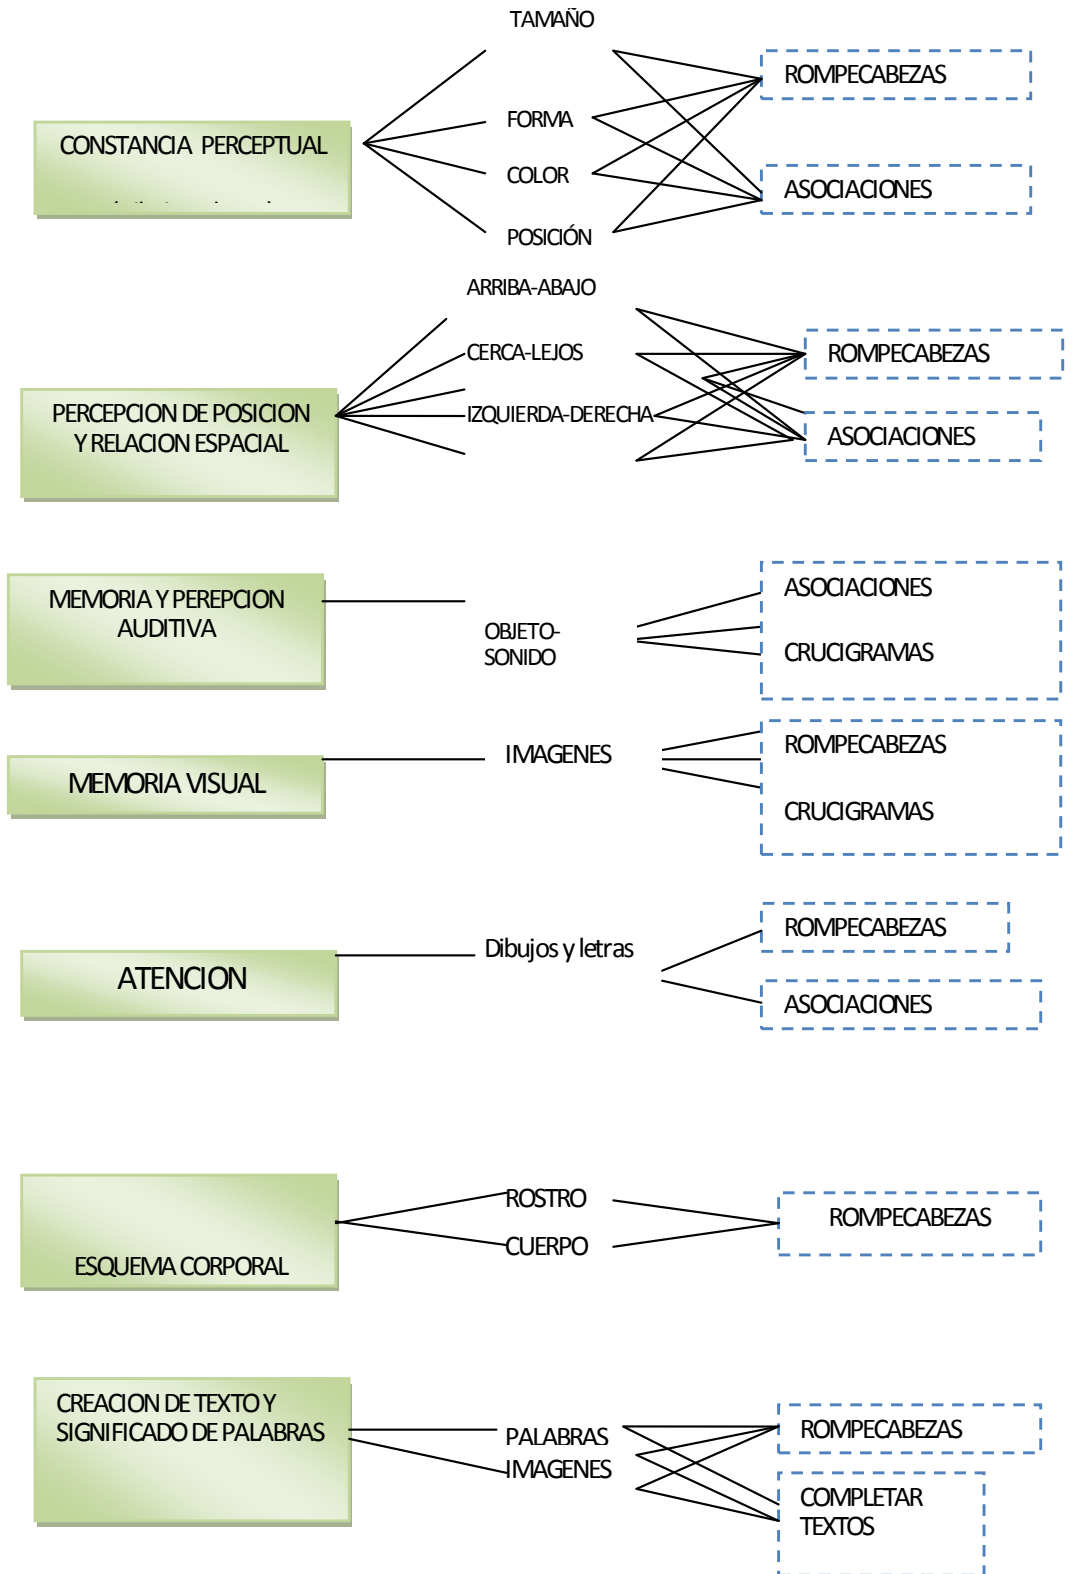 TAMAÑO
ROMPECABEZAS
FORMA
CONSTANCIA PERCEPTUAL
COLOR
ASOCIACIONES
POSICIÓN
ARRIBA-ABAJO
CERCA-LEJOS
ROMPECABEZAS
PERCEPCION DE POSICION
Y RELACION ESPACIAL
IZQUIERDA-DERECHA
ASOCIACIONES
MEMORIA Y PEREPCION
AUDITIVA
OBJETO-
SONIDO
ASOCIACIONES
CRUCIGRAMAS
MEMORIA VISUAL
IMAGENES
ROMPECABEZAS
CRUCIGRAMAS
ATENCION
Dibujos y letras
ROMPECABEZAS
ASOCIACIONES
ESQUEMA CORPORAL
ROSTRO
CUERPO
ROMPECABEZAS
CREACION DE TEXTO Y
SIGNIFICADO DE PALABRAS
PALABRAS
IMAGENES
ROMPECABEZAS
COMPLETAR
TEXTOS